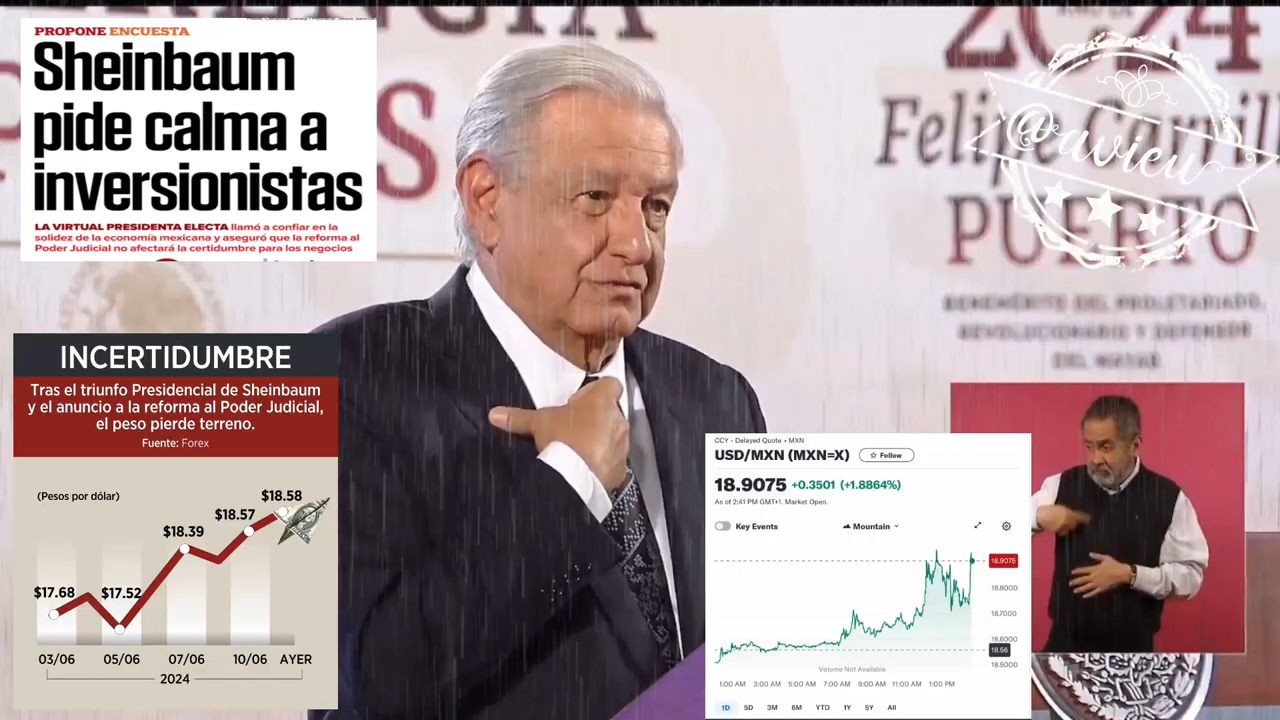 PROPONE ENCUESTA
Sheinbaum
pide calma a
inversionistas
LA VIRTUAL PRESIDENTA ELECTA llamó a confiar en la
solidez de la economía mexicana y aseguró que la reforma al
Poder Judicial no afectará la certidumbre para los negocios
2024
Felipe Carrill
PUERTO
BENEMÉRITO DEL PROLETARIADO,
REVOLUCIONARIO Y DEFENSOR
DEL MAYAB
INCERTIDUMBRE
Tras el triunfo Presidencial de Sheinbaum
y el anuncio a la reforma al Poder Judicial,
el peso pierde terreno.
Fuente: Forex
(Pesos por dólar)
$18.58
$18.57
$18.39
$17.68
$17.52
03/06 05/06 07/06 10/06 AYER
2024
CCY - Delayed Quote • MXN
USD/MXN (MXN=X) ☆ Follow
18.9075 +0.3501 (+1.8864%)
As of 2:41 PM GMT+1. Market Open.
Key Events Mountain
18.9075
18.8000
18.7000
18.6000
18.56
18.5000
Volume Not Available
1:00 AM 3:00 AM 5:00 AM 7:00 AM 9:00 AM 11:00 AM 1:00 PM
1D 5D 3M 6M YTD 1Y 5Y All